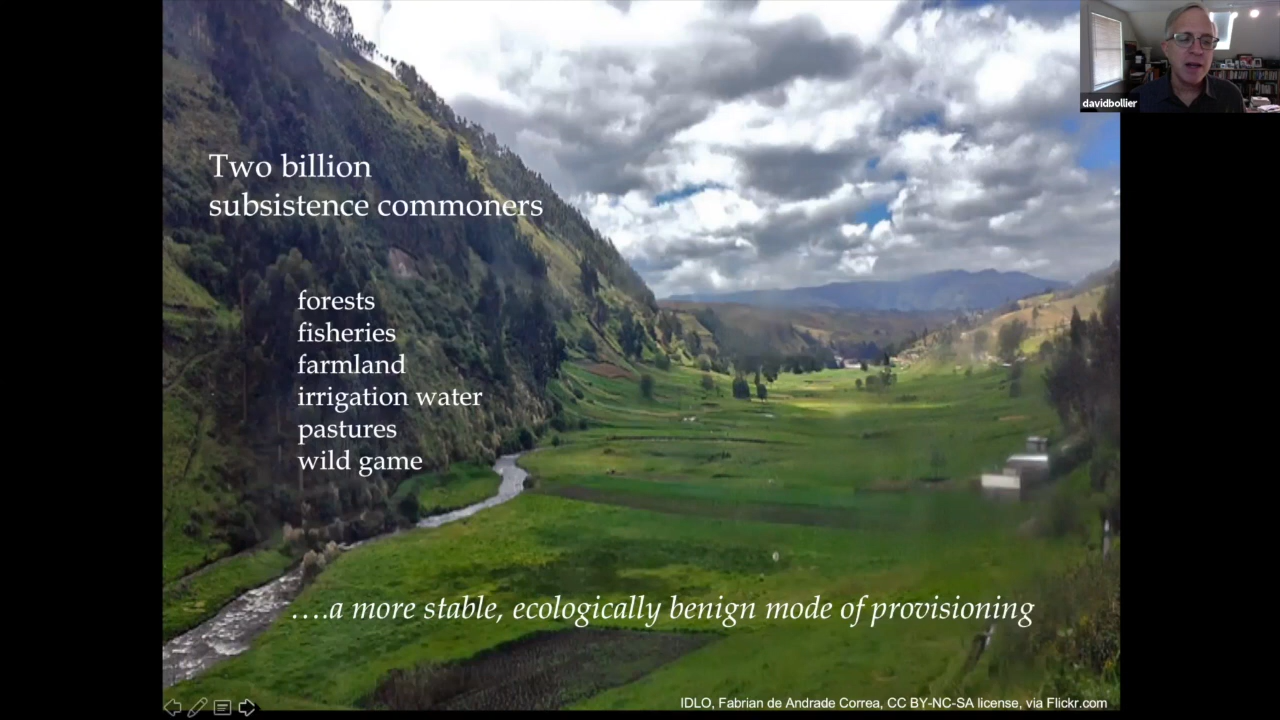 davidbollier
Two billion
subsistence commoners
forests
fisheries
farmland
irrigation water
pastures
wild game
….a more stable, ecologically benign mode of provisioning
IDLO, Fabrian de Andrade Correa, CC BY-NC-SA license, via Flickr.com